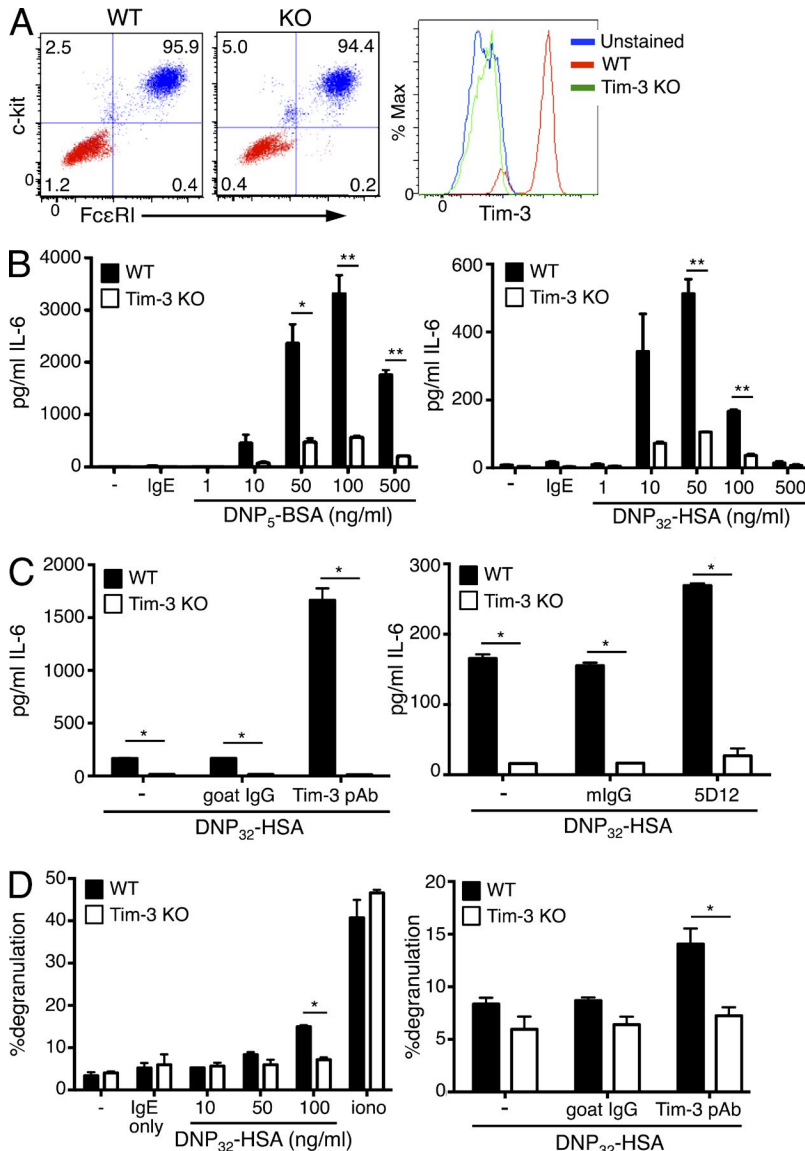 A
WT
KO
2.5
95.9
5.0
94.4
c-kit
0
1.2
0.4
0.4
0.2
0
0
FcεRI
% Max
0
0
Tim-3
Unstained
WT
Tim-3 KO
B
WT
Tim-3 KO
pg/ml IL-6
4000
3000
2000
1000
0
*
**
**
- IgE 1 10 50 100 500
DNP5-BSA (ng/ml)
WT
Tim-3 KO
pg/ml IL-6
600
400
200
0
**
**
- IgE 1 10 50 100 500
DNP32-HSA (ng/ml)
C
WT
Tim-3 KO
pg/ml IL-6
2000
1500
1000
500
0
*
*
*
- goat IgG Tim-3 pAb
DNP32-HSA
WT
Tim-3 KO
pg/ml IL-6
300
200
100
0
*
*
*
- mIgG 5D12
DNP32-HSA
D
WT
Tim-3 KO
%degranulation
50
40
30
20
10
0
*
- IgE only 10 50 100 iono
DNP32-HSA (ng/ml)
WT
Tim-3 KO
%degranulation
20
15
10
5
0
*
- goat IgG Tim-3 pAb
DNP32-HSA